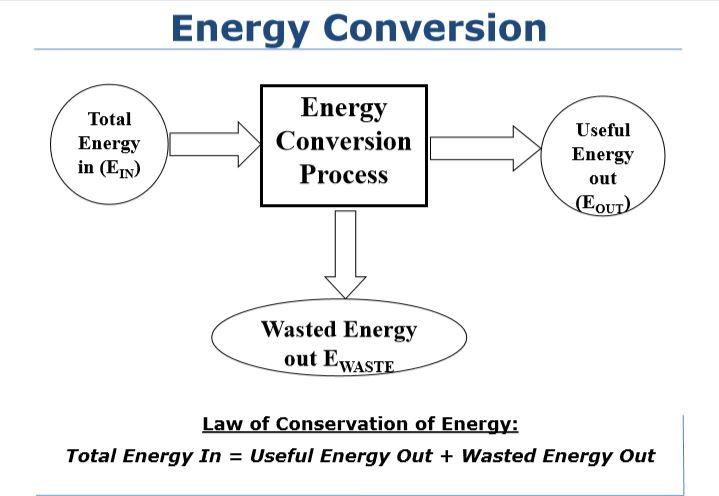 Energy Conversion
Total
Energy
in (EIN)
Energy
Conversion
Process
Useful
Energy
out
(EOUT)
Wasted Energy
out EWASTE
Law of Conservation of Energy:
Total Energy In = Useful Energy Out + Wasted Energy Out